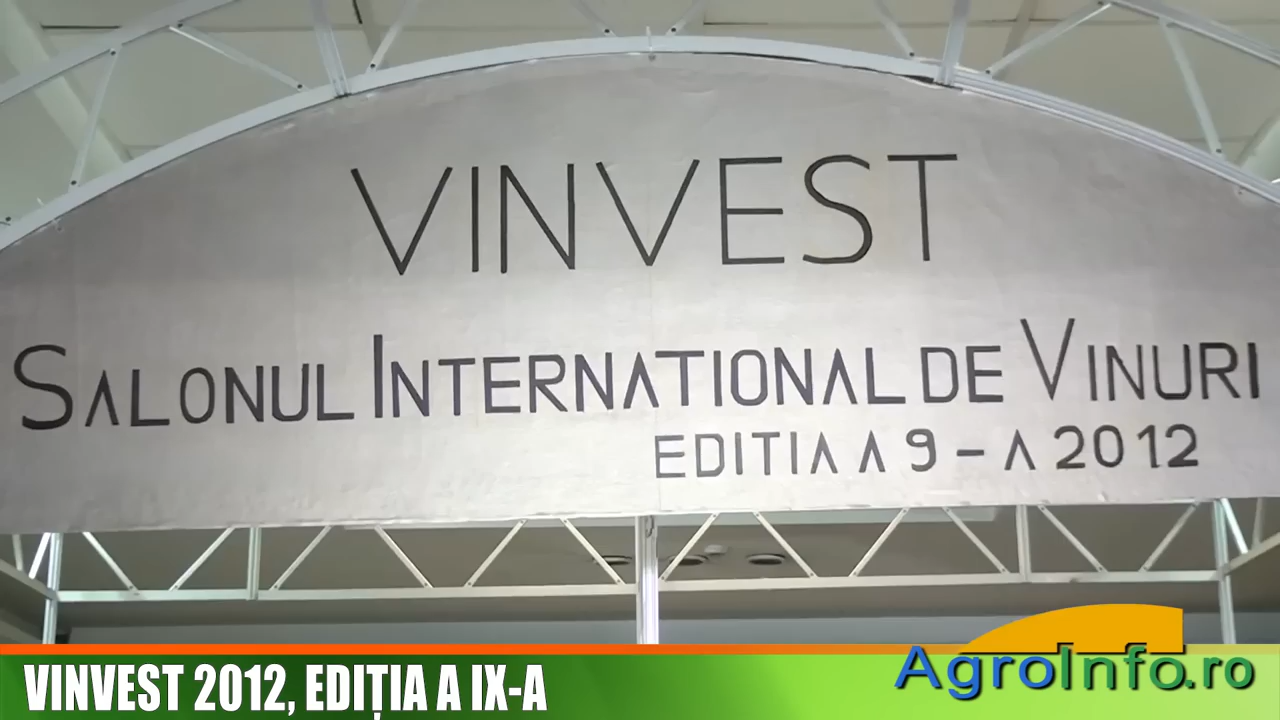 VINVEST
SALONUL INTERNATIONAL DE VINURI
EDITIA A 9 - A 2012
VINVEST 2012, EDIȚIA A IX-A
AgroInfo.ro